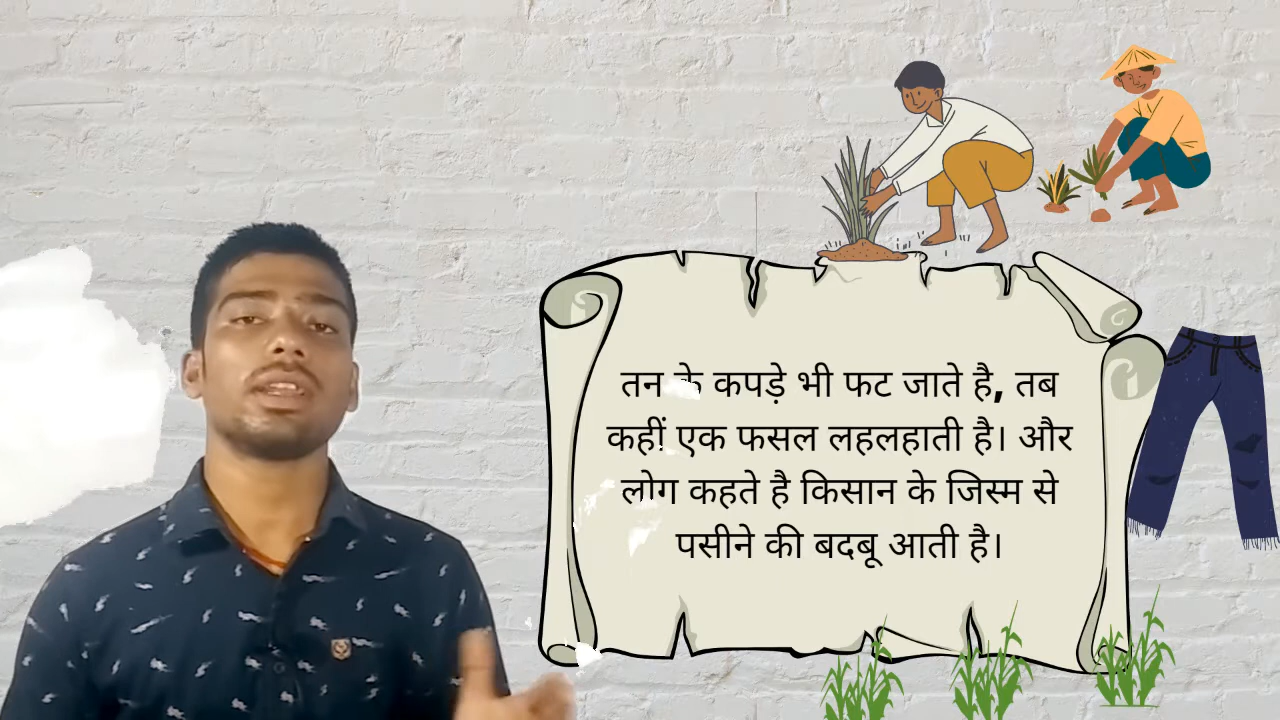 तन के कपड़े भी फट जाते है, तब
कहीं एक फसल लहलहाती है। और
लोग कहते है किसान के जिस्म से
पसीने की बदबू आती है।